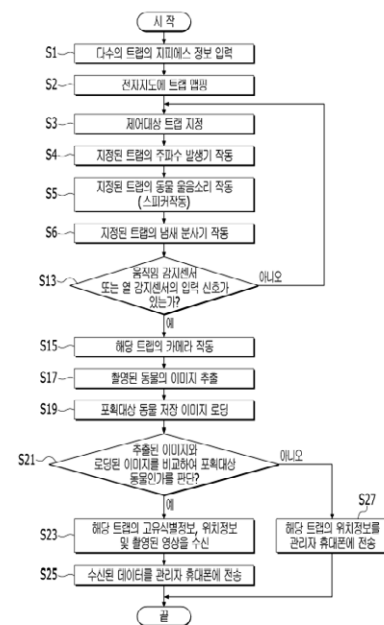 시 작
S1
다수의 트랩의 지피에스 정보 입력
S2
전자지도에 트랩 맵핑
S3
제어대상 트랩 지정
S4
지정된 트랩의 주파수 발생기 작동
S5
지정된 트랩의 동물 울음소리 작동
(스피커작동)
S6
지정된 트랩의 냄새 분사기 작동
S13
움직밈 감지센서
또는 열 감지센서의 입력 신호가
있는가?
아니오
예
S15
해당 트랩의 카메라 작동
S17
촬영된 동물의 이미지 추출
S19
포획대상 동물 저장 이미지 로딩
S21
추출된 이미지와
로딩된 이미지를 비교하여 포획대상
동물인가를 판단?
아니오
예
S27
S23
해당 트랩의 고유식별정보, 위치정보
및 촬영된 영상을 수신
해당 트랩의 위치정보를
관리자 휴대폰에 전송
S25
수신된 데이터를 관리자 휴대폰에 전송
끝